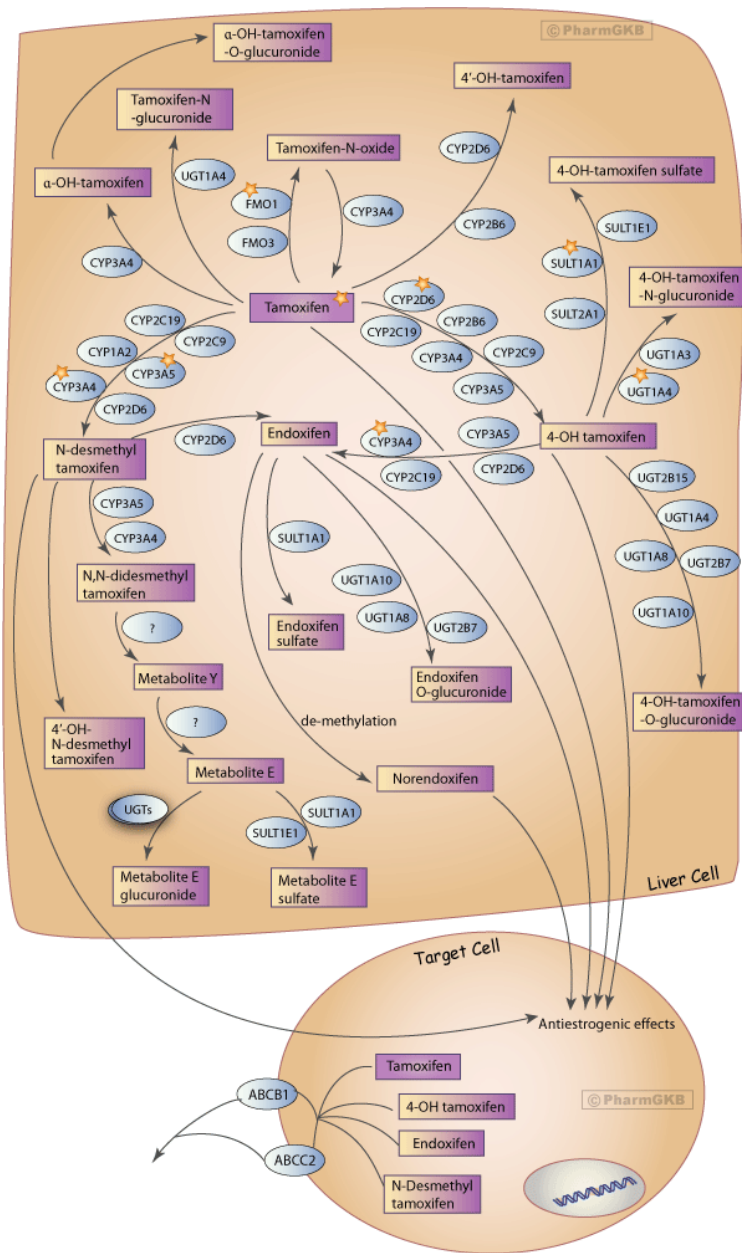 ©PharmGKB
α-OH-tamoxifen
-O-glucuronide
4′-OH-tamoxifen
Tamoxifen-N
-glucuronide
Tamoxifen-N-oxide
CYP2D6
α-OH-tamoxifen
UGT1A4
FMO1
CYP3A4
4-OH-tamoxifen sulfate
FMO3
CYP2B6
SULT1E1
CYP3A4
SULT1A1
4-OH-tamoxifen
-N-glucuronide
Tamoxifen
CYP2D6
SULT2A1
CYP2C19
CYP2C19
CYP2B6
CYP1A2
CYP2C9
CYP3A4
CYP2C9
UGT1A3
CYP3A4
CYP3A5
CYP3A5
UGT1A4
CYP2D6
N-desmethyl
tamoxifen
CYP2D6
Endoxifen
CYP3A4
CYP3A5
4-OH tamoxifen
CYP2C19
CYP2D6
UGT2B15
CYP3A5
UGT1A4
CYP3A4
SULT1A1
UGT1A8
UGT2B7
N,N-didesmethyl
tamoxifen
UGT1A10
UGT1A8
UGT1A10
?
Endoxifen
sulfate
UGT2B7
Metabolite Y
Endoxifen
O-glucuronide
4-OH-tamoxifen
-O-glucuronide
?
de-methylation
4′-OH-
N-desmethyl
tamoxifen
Metabolite E
Norendoxifen
UGTs
SULT1A1
SULT1E1
Metabolite E
glucuronide
Metabolite E
sulfate
Liver Cell
Target Cell
Antiestrogenic effects
Tamoxifen
ABCB1
4-OH tamoxifen
©PharmGKB
Endoxifen
ABCC2
N-Desmethyl
tamoxifen